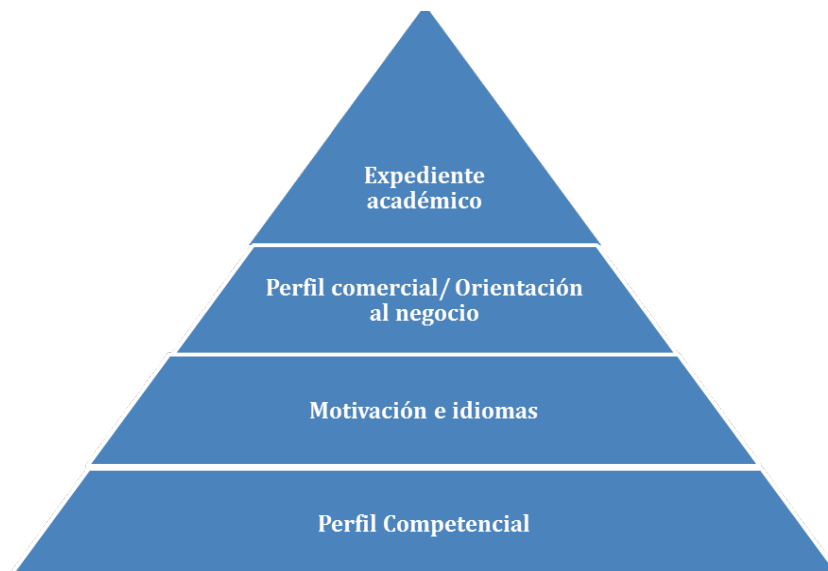 Expediente
académico
Perfil comercial/ Orientación
al negocio
Motivación e idiomas
Perfil Competencial